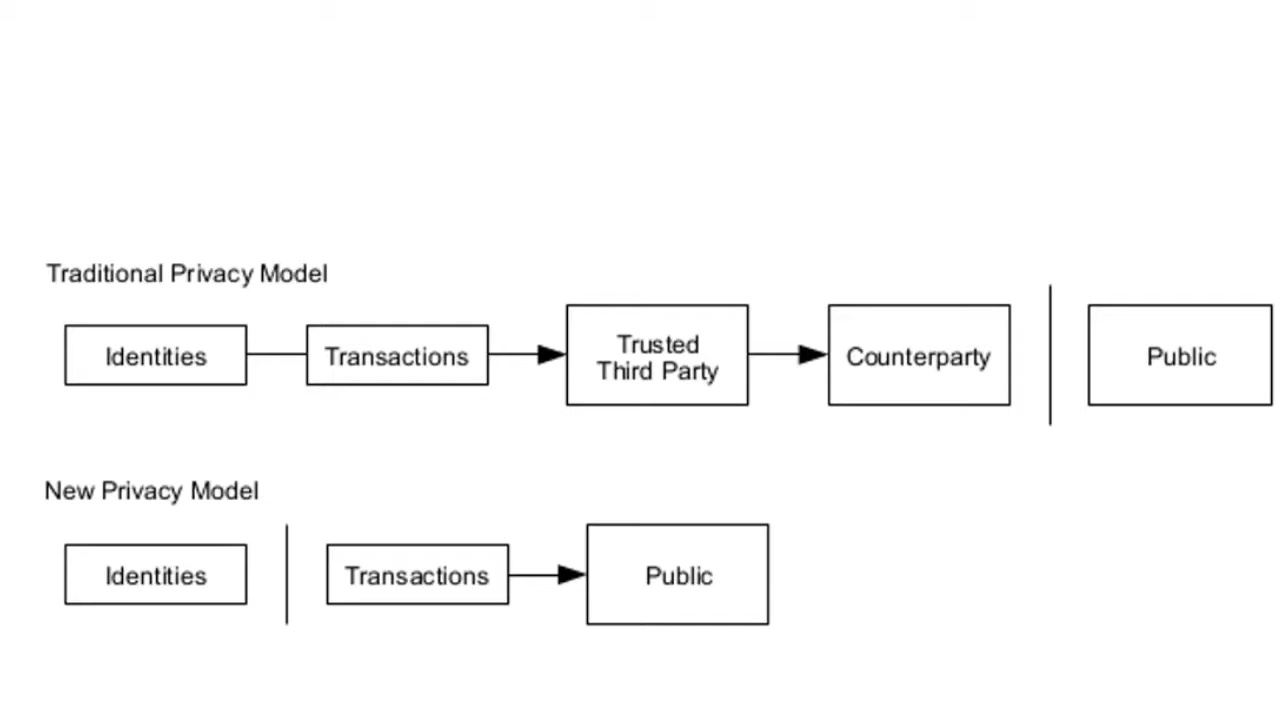 Traditional Privacy Model
Identities
Transactions
Trusted
Third Party
Counterparty
Public
New Privacy Model
Identities
Transactions
Public